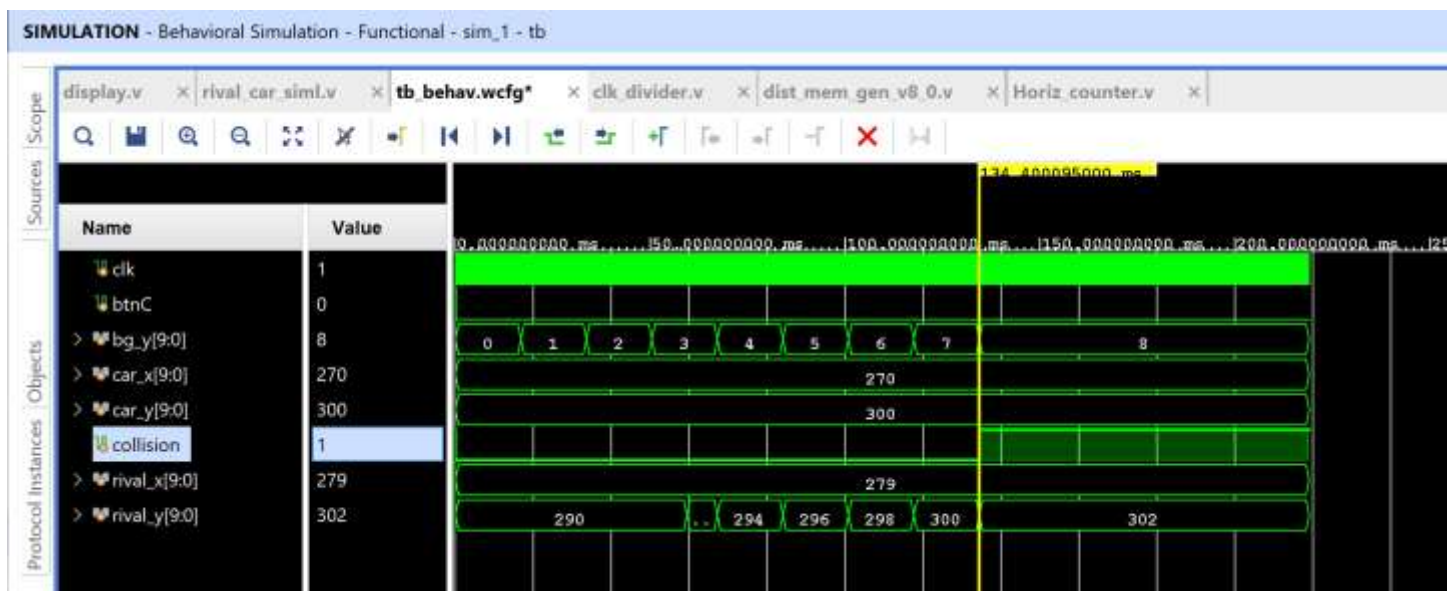 SIMULATION - Behavioral Simulation - Functional - sim_1 - tb
display.v × rival_car_siml.v × tb_behav.wcfg* × clk_divider.v × dist_mem_gen_v8_0.v × Horiz_counter.v ×
Scope
Sources
Objects
Protocol Instances
134.400095000 ms
Name Value
0.000000000 ms 50.000000000 ms 100.000000000 ms 150.000000000 ms 200.000000000 ms
clk 1
btnC 0
bg_y[9:0] 8 0 1 2 3 4 5 6 7 8
car_x[9:0] 270 270
car_y[9:0] 300 300
collision 1
rival_x[9:0] 279 279
rival_y[9:0] 302 290 .. 294 296 298 300 302